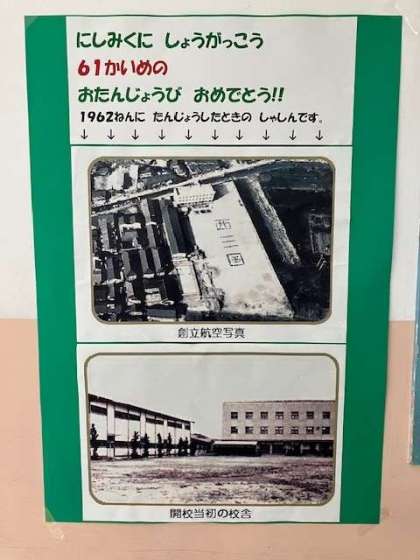 にしみくに しょうがっこう
61かいめの
おたんじょうび おめでとう!!
1962ねんに たんじょうしたときの しゃしんです。
↓ ↓ ↓ ↓ ↓ ↓ ↓ ↓ ↓ ↓ ↓
西三国
創立航空写真
開校当初の校舎